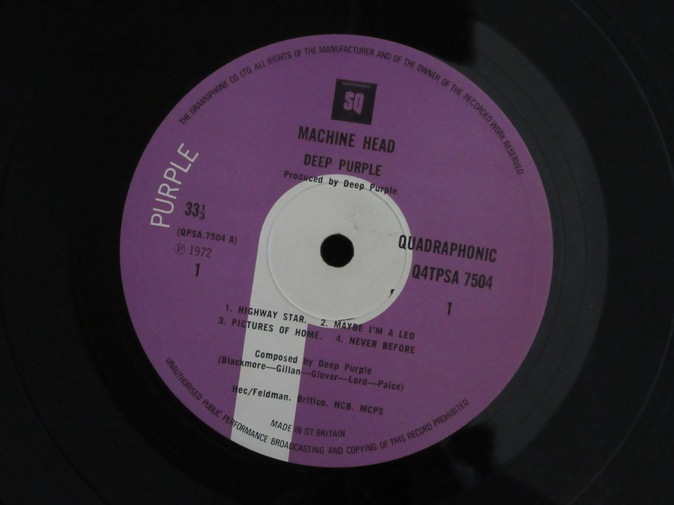 THE GRAMOPHONE CO LTD. ALL RIGHTS OF THE MANUFACTURER AND OF THE OWNER OF THE RECORDED WORK RESERVED
SQ
MACHINE HEAD
DEEP PURPLE
Produced by Deep Purple
PURPLE
33⅓
(QPSA.7504 A)
Ⓟ 1972
1
QUADRAPHONIC
Q4TPSA 7504
1
1. HIGHWAY STAR. 2. MAYBE I'M A LEO
3. PICTURES OF HOME. 4. NEVER BEFORE
Composed by Deep Purple
(Blackmore—Gillan—Glover—Lord—Paice)
Hec/Feldman. Britico. NCB. MCPS
MADE IN GT BRITAIN
UNAUTHORISED PUBLIC PERFORMANCE BROADCASTING AND COPYING OF THIS RECORD PROHIBITED.